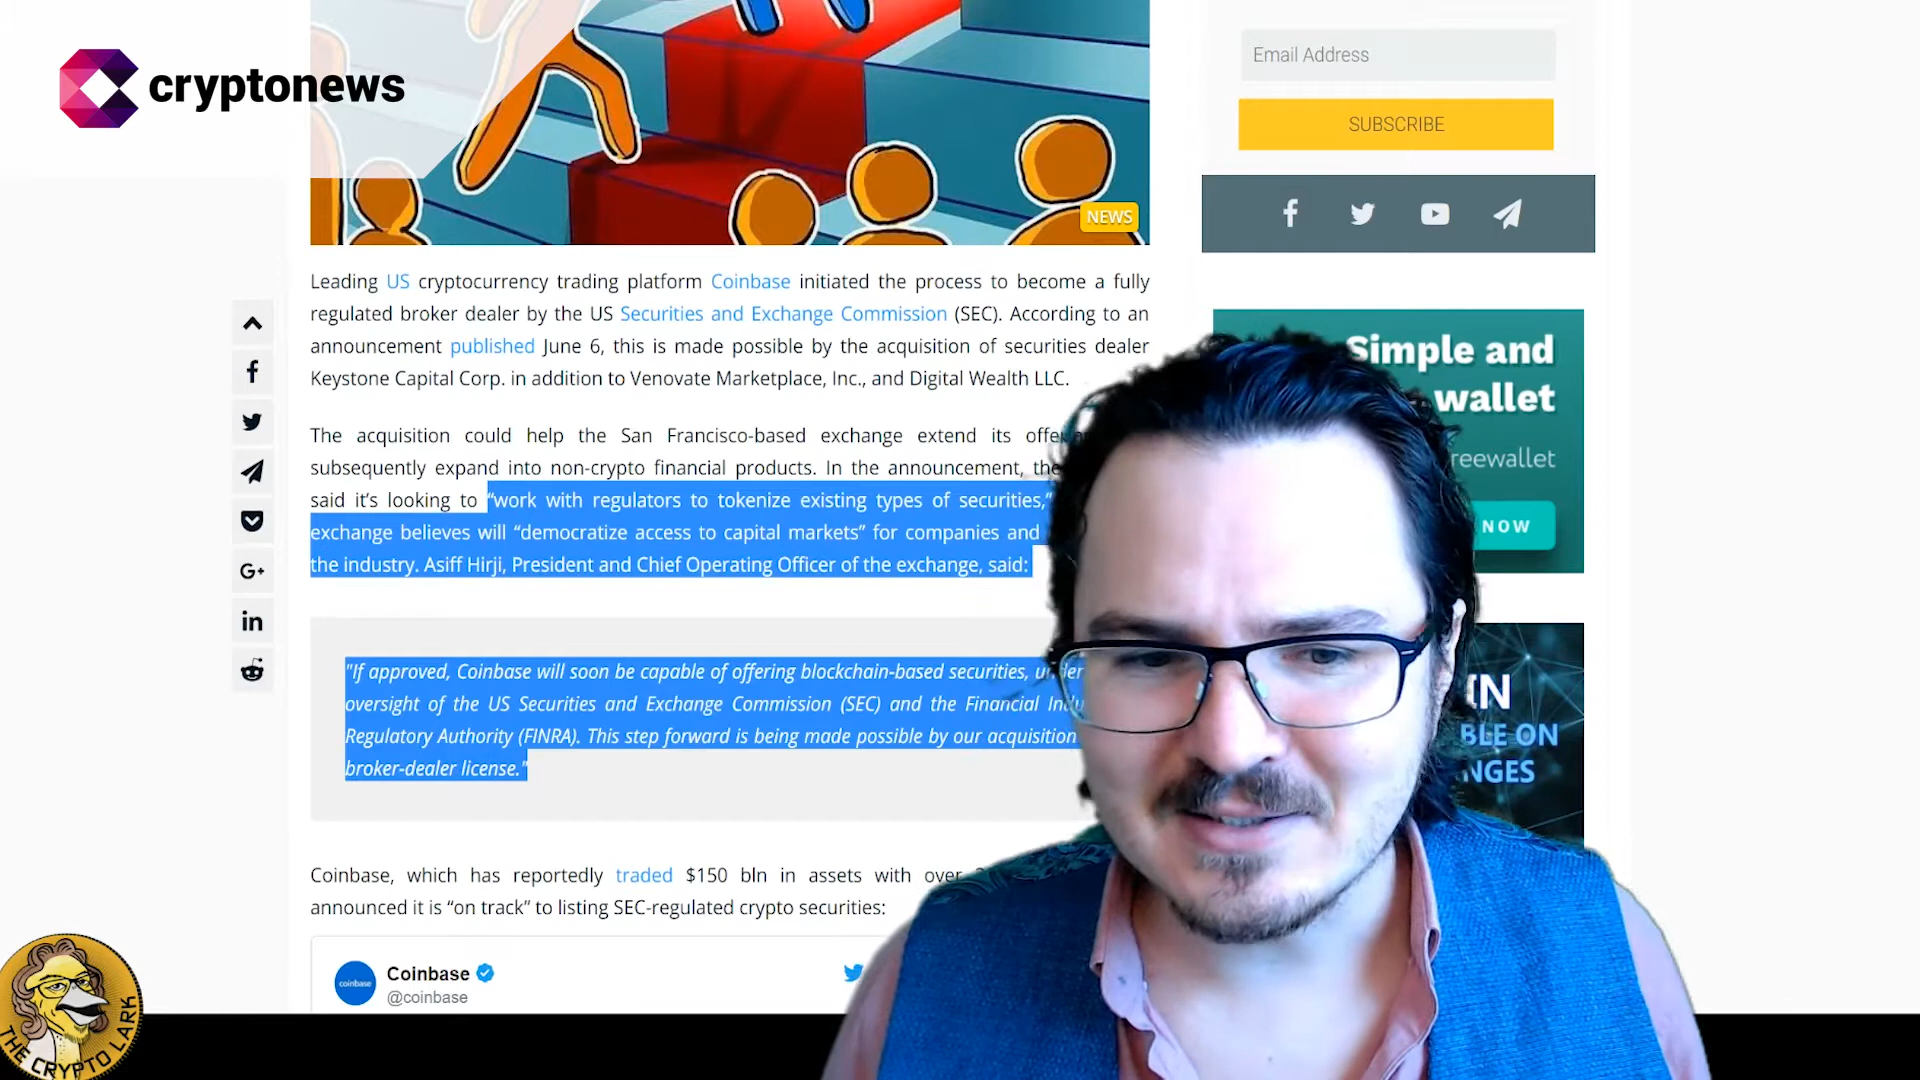 cryptonews
Email Address
SUBSCRIBE
NEWS
Leading US cryptocurrency trading platform Coinbase initiated the process to become a fully
regulated broker dealer by the US Securities and Exchange Commission (SEC). According to an
announcement published June 6, this is made possible by the acquisition of securities dealer
Keystone Capital Corp. in addition to Venovate Marketplace, Inc., and Digital Wealth LLC.
The acquisition could help the San Francisco-based exchange extend its
subsequently expand into non-crypto financial products. In the announcement,
said it's looking to “work with regulators to tokenize existing types of securities,”
exchange believes will “democratize access to capital markets” for companies and
the industry. Asiff Hirji, President and Chief Operating Officer of the exchange, said:
"If approved, Coinbase will soon be capable of offering blockchain-based securities, under
oversight of the US Securities and Exchange Commission (SEC) and the Financial
Regulatory Authority (FINRA). This step forward is being made possible by our acquisition
broker-dealer license."
Coinbase, which has reportedly traded $150 bln in assets with over
announced it is “on track” to listing SEC-regulated crypto securities:
coinbase
Coinbase
@coinbase
Simple and
wallet
reewallet
NOW
BLE ON
NGES
THE CRYPTO LARK